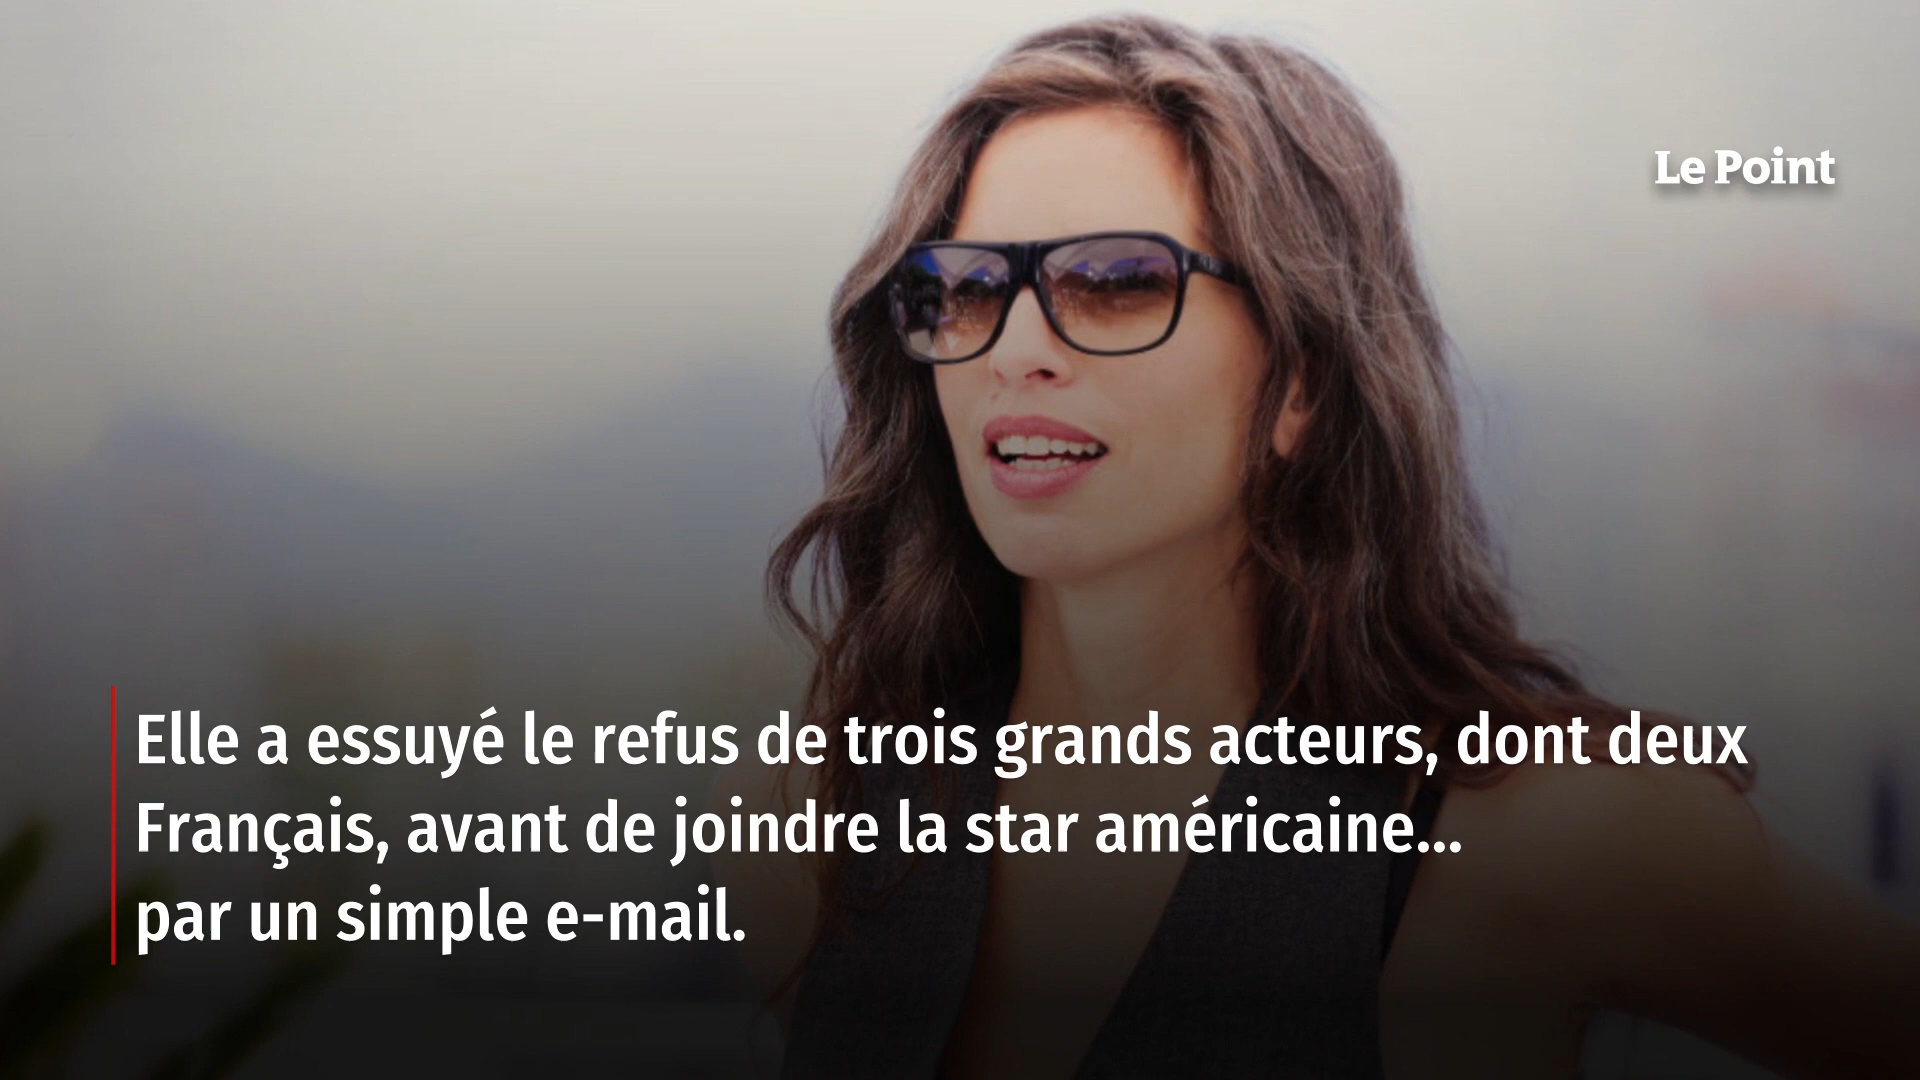 Le Point
Elle a essuyé le refus de trois grands acteurs, dont deux
Français, avant de joindre la star américaine...
par un simple e-mail.